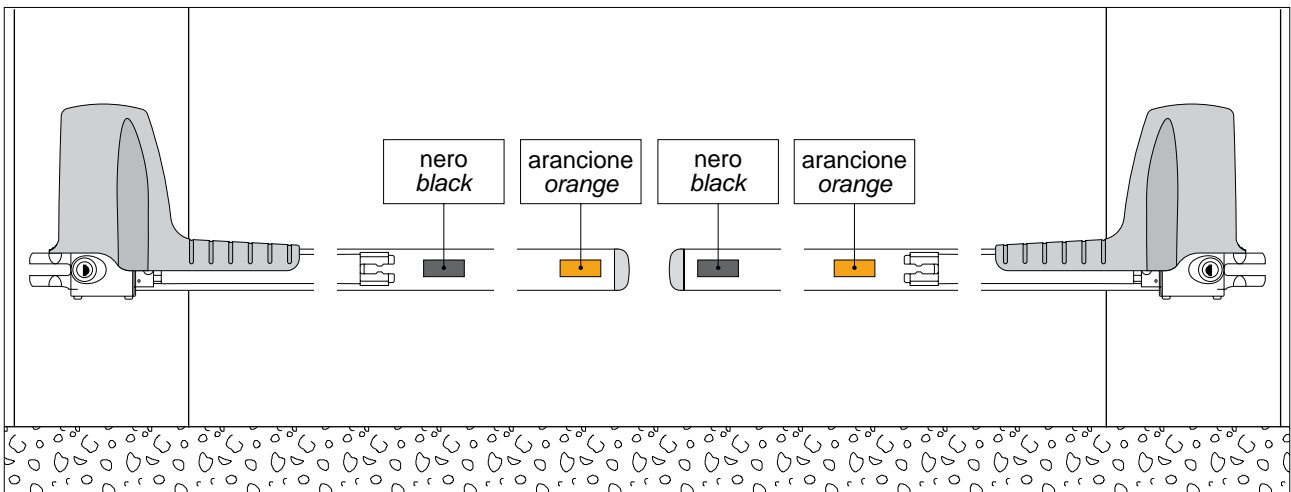 nero
black
arancione
orange
nero
black
arancione
orange